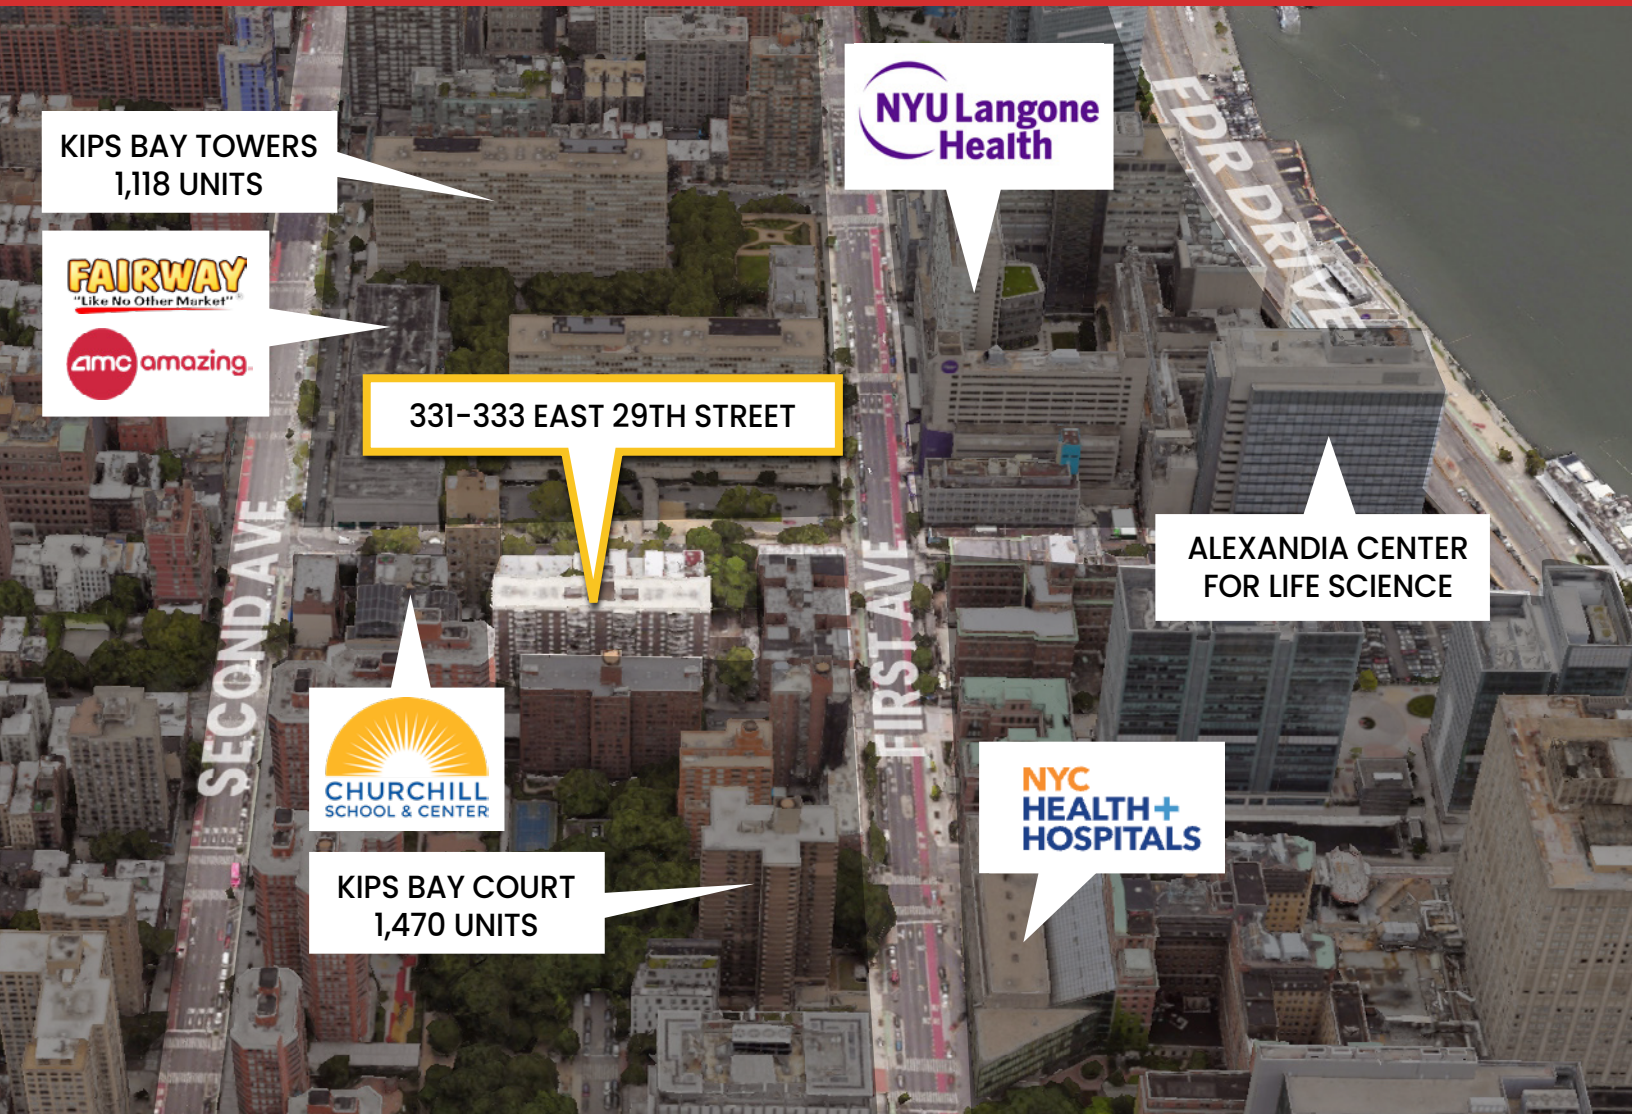 KIPS BAY TOWERS
1,118 UNITS
NYU Langone
Health
FDR DRIVE
FAIRWAY
"Like No Other Market"®
amc amazing.
331-333 EAST 29TH STREET
SECOND AVE
FIRST AVE
ALEXANDIA CENTER
FOR LIFE SCIENCE
CHURCHILL
SCHOOL & CENTER
NYC
HEALTH+
HOSPITALS
KIPS BAY COURT
1,470 UNITS